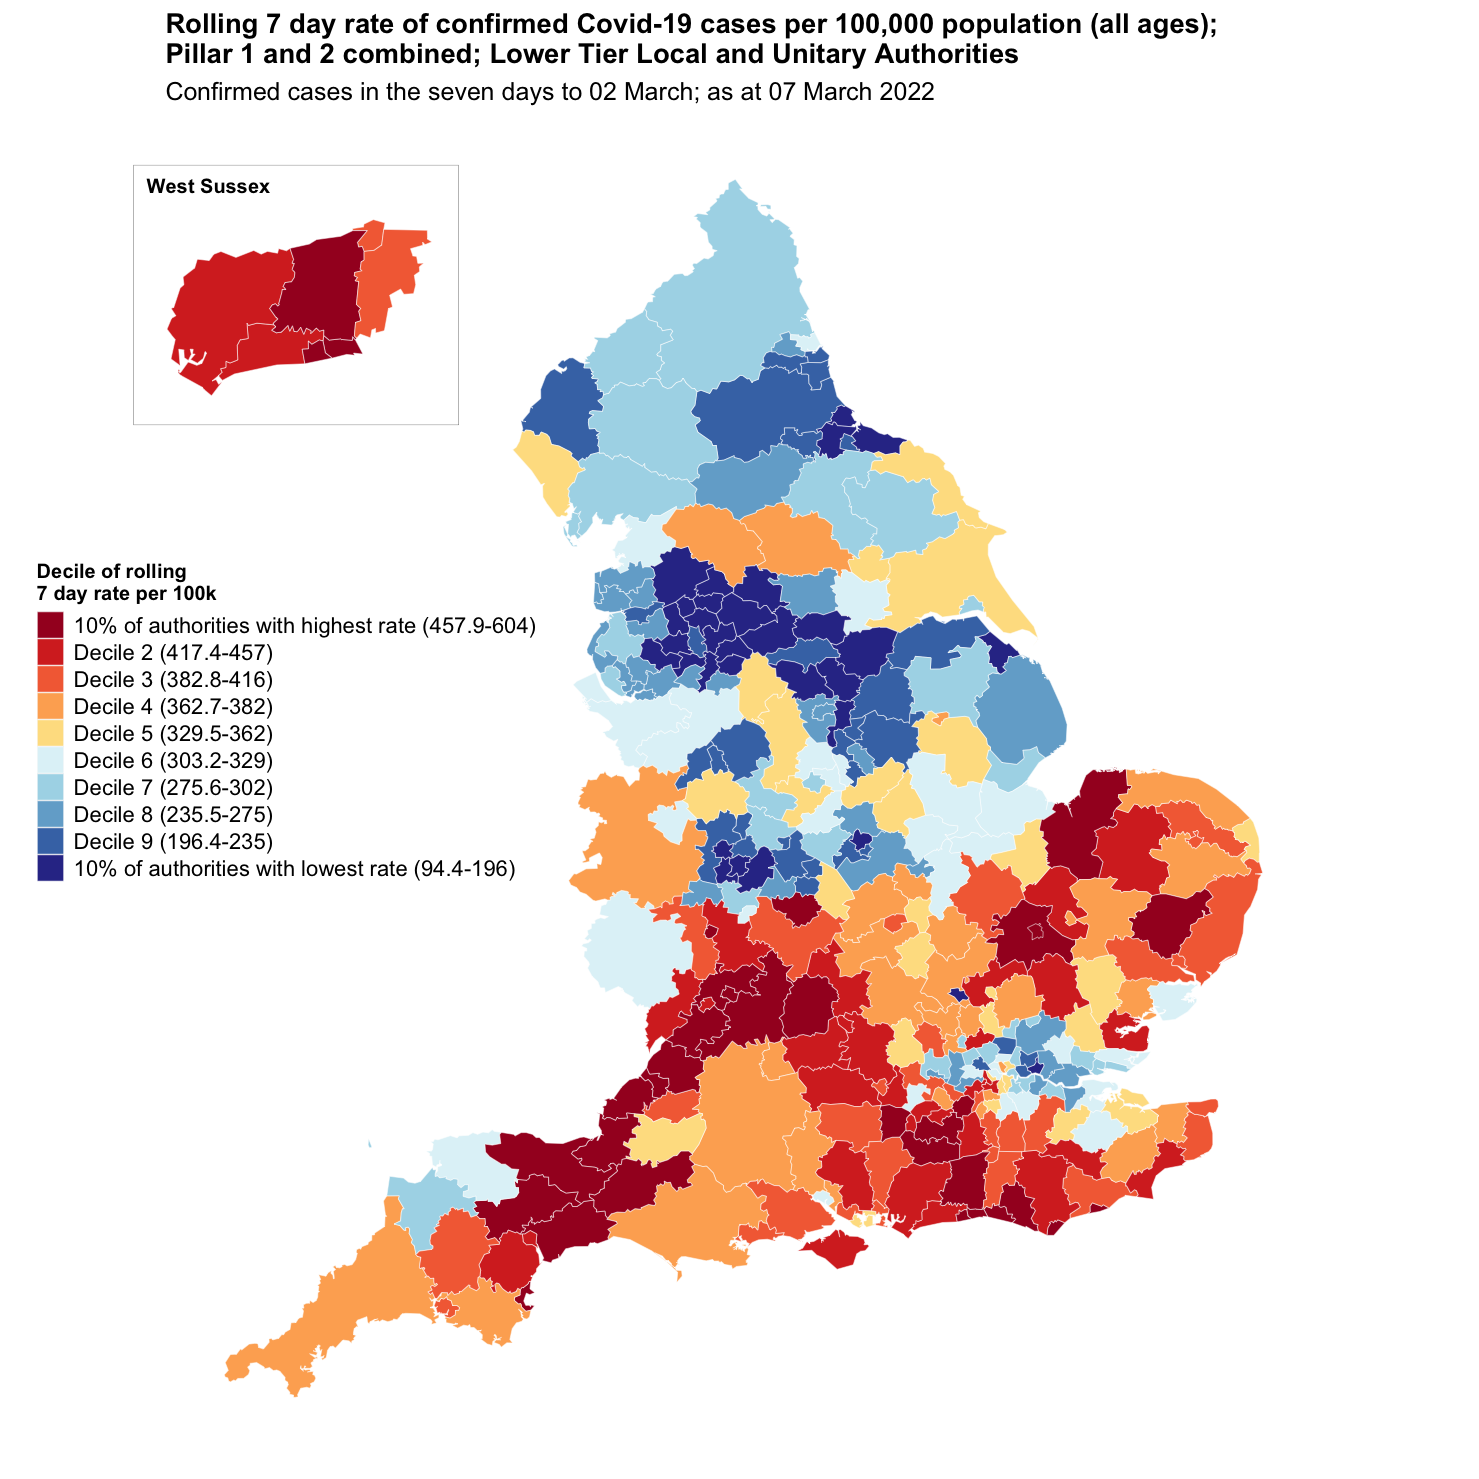 Rolling 7 day rate of confirmed Covid-19 cases per 100,000 population (all ages);
Pillar 1 and 2 combined; Lower Tier Local and Unitary Authorities
Confirmed cases in the seven days to 02 March; as at 07 March 2022
West Sussex
Decile of rolling
7 day rate per 100k
10% of authorities with highest rate (457.9-604)
Decile 2 (417.4-457)
Decile 3 (382.8-416)
Decile 4 (362.7-382)
Decile 5 (329.5-362)
Decile 6 (303.2-329)
Decile 7 (275.6-302)
Decile 8 (235.5-275)
Decile 9 (196.4-235)
10% of authorities with lowest rate (94.4-196)